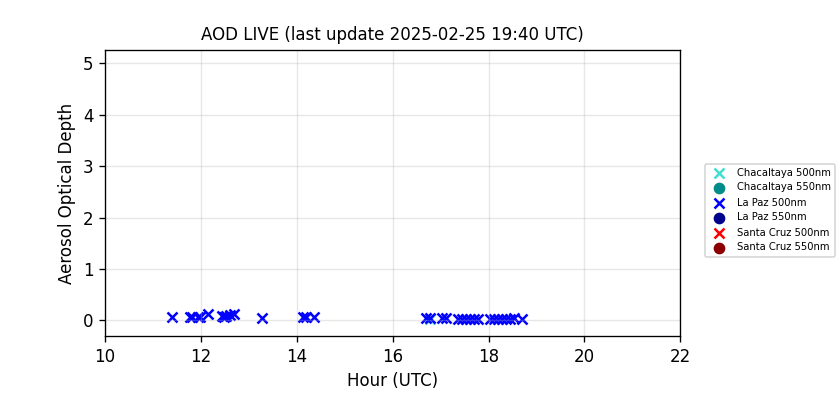 AOD LIVE (last update 2025-02-25 19:40 UTC)
Aerosol Optical Depth
5
4
3
2
1
0
10 12 14 16 18 20 22
Hour (UTC)
Chacaltaya 500nm
Chacaltaya 550nm
La Paz 500nm
La Paz 550nm
Santa Cruz 500nm
Santa Cruz 550nm